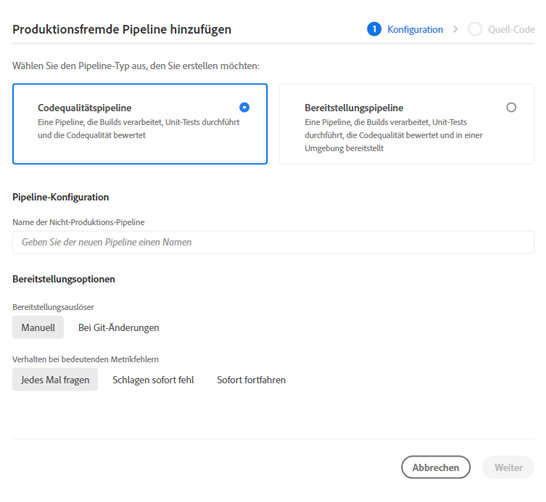 Produktionsfremde Pipeline hinzufügen
1 Konfiguration > Quell-Code
Wählen Sie den Pipeline-Typ aus, den Sie erstellen möchten:
Codequalitätspipeline
Eine Pipeline, die Builds verarbeitet, Unit-Tests durchführt
und die Codequalität bewertet
Bereitstellungspipeline
Eine Pipeline, die Builds verarbeitet, Unit-Tests
durchführt, die Codequalität bewertet und in einer
Umgebung bereitstellt
Pipeline-Konfiguration
Name der Nicht-Produktions-Pipeline
Geben Sie der neuen Pipeline einen Namen
Bereitstellungsoptionen
Bereitstellungsauslöser
Manuell Bei Git-Änderungen
Verhalten bei bedeutenden Metrikfehlern
Jedes Mal fragen Schlagen sofort fehl Sofort fortfahren
Abbrechen Weiter